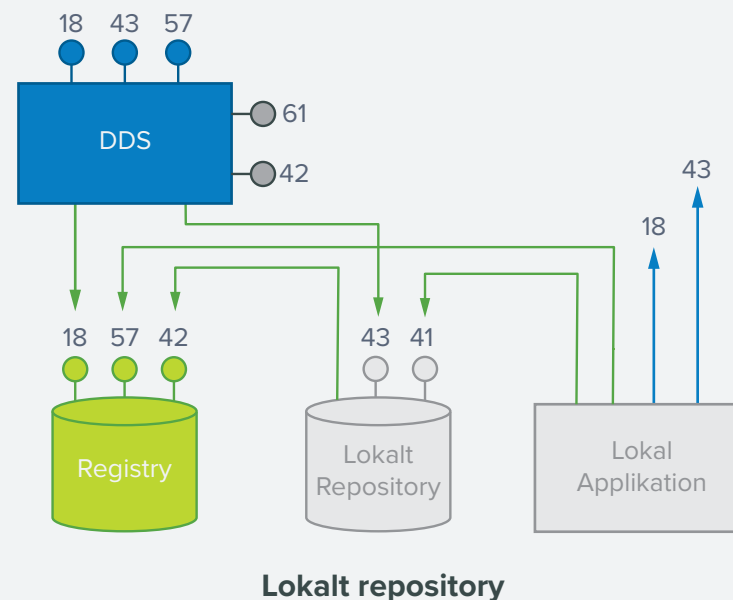 18 43 57
DDS
61
42
43
18
18 57 42
43 41
Registry
Lokalt
Repository
Lokal
Applikation
Lokalt repository